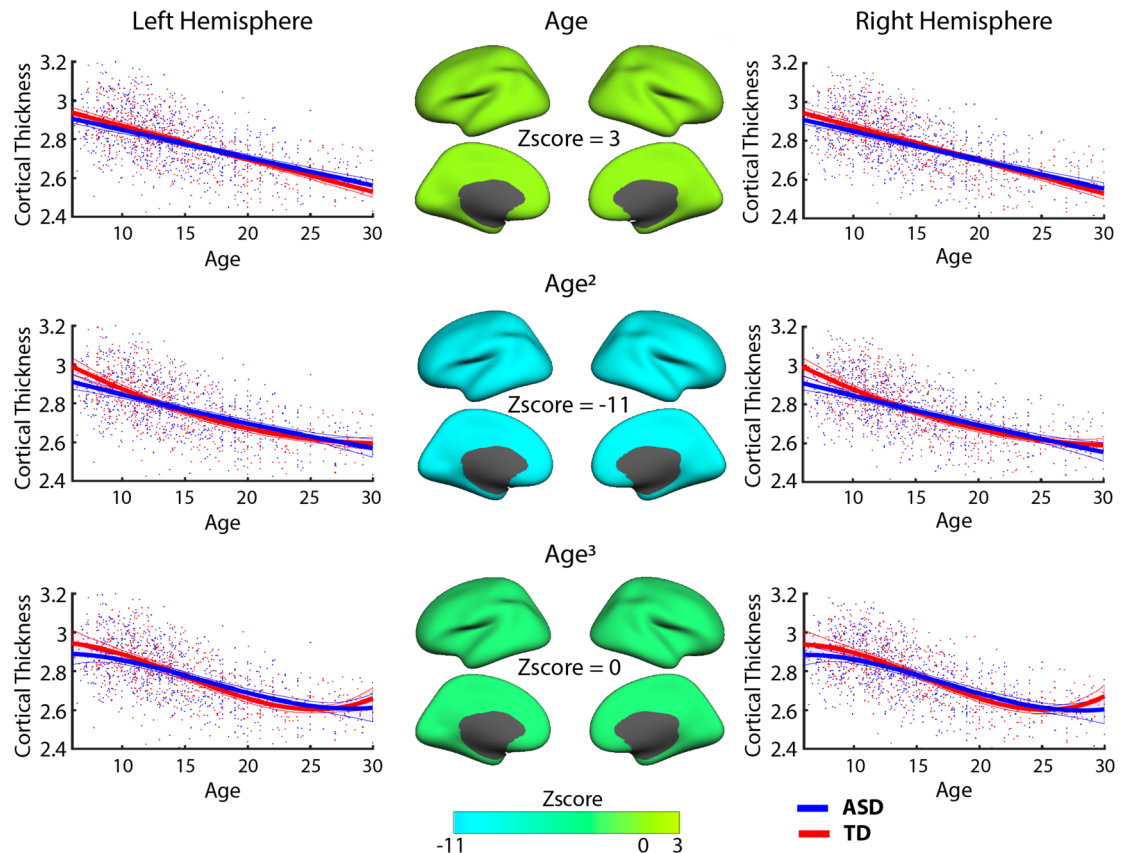 Left Hemisphere Age Right Hemisphere
Cortical Thickness 3.2 3 2.8 2.6 2.4
10 15 20 25 30
Age
Zscore = 3
Cortical Thickness 3.2 3 2.8 2.6 2.4
10 15 20 25 30
Age
Age²
Cortical Thickness 3.2 3 2.8 2.6 2.4
10 15 20 25 30
Age
Zscore = -11
Cortical Thickness 3.2 3 2.8 2.6 2.4
10 15 20 25 30
Age
Age³
Cortical Thickness 3.2 3 2.8 2.6 2.4
10 15 20 25 30
Age
Zscore = 0
Cortical Thickness 3.2 3 2.8 2.6 2.4
10 15 20 25 30
Age
Zscore
-11 0 3
ASD
TD